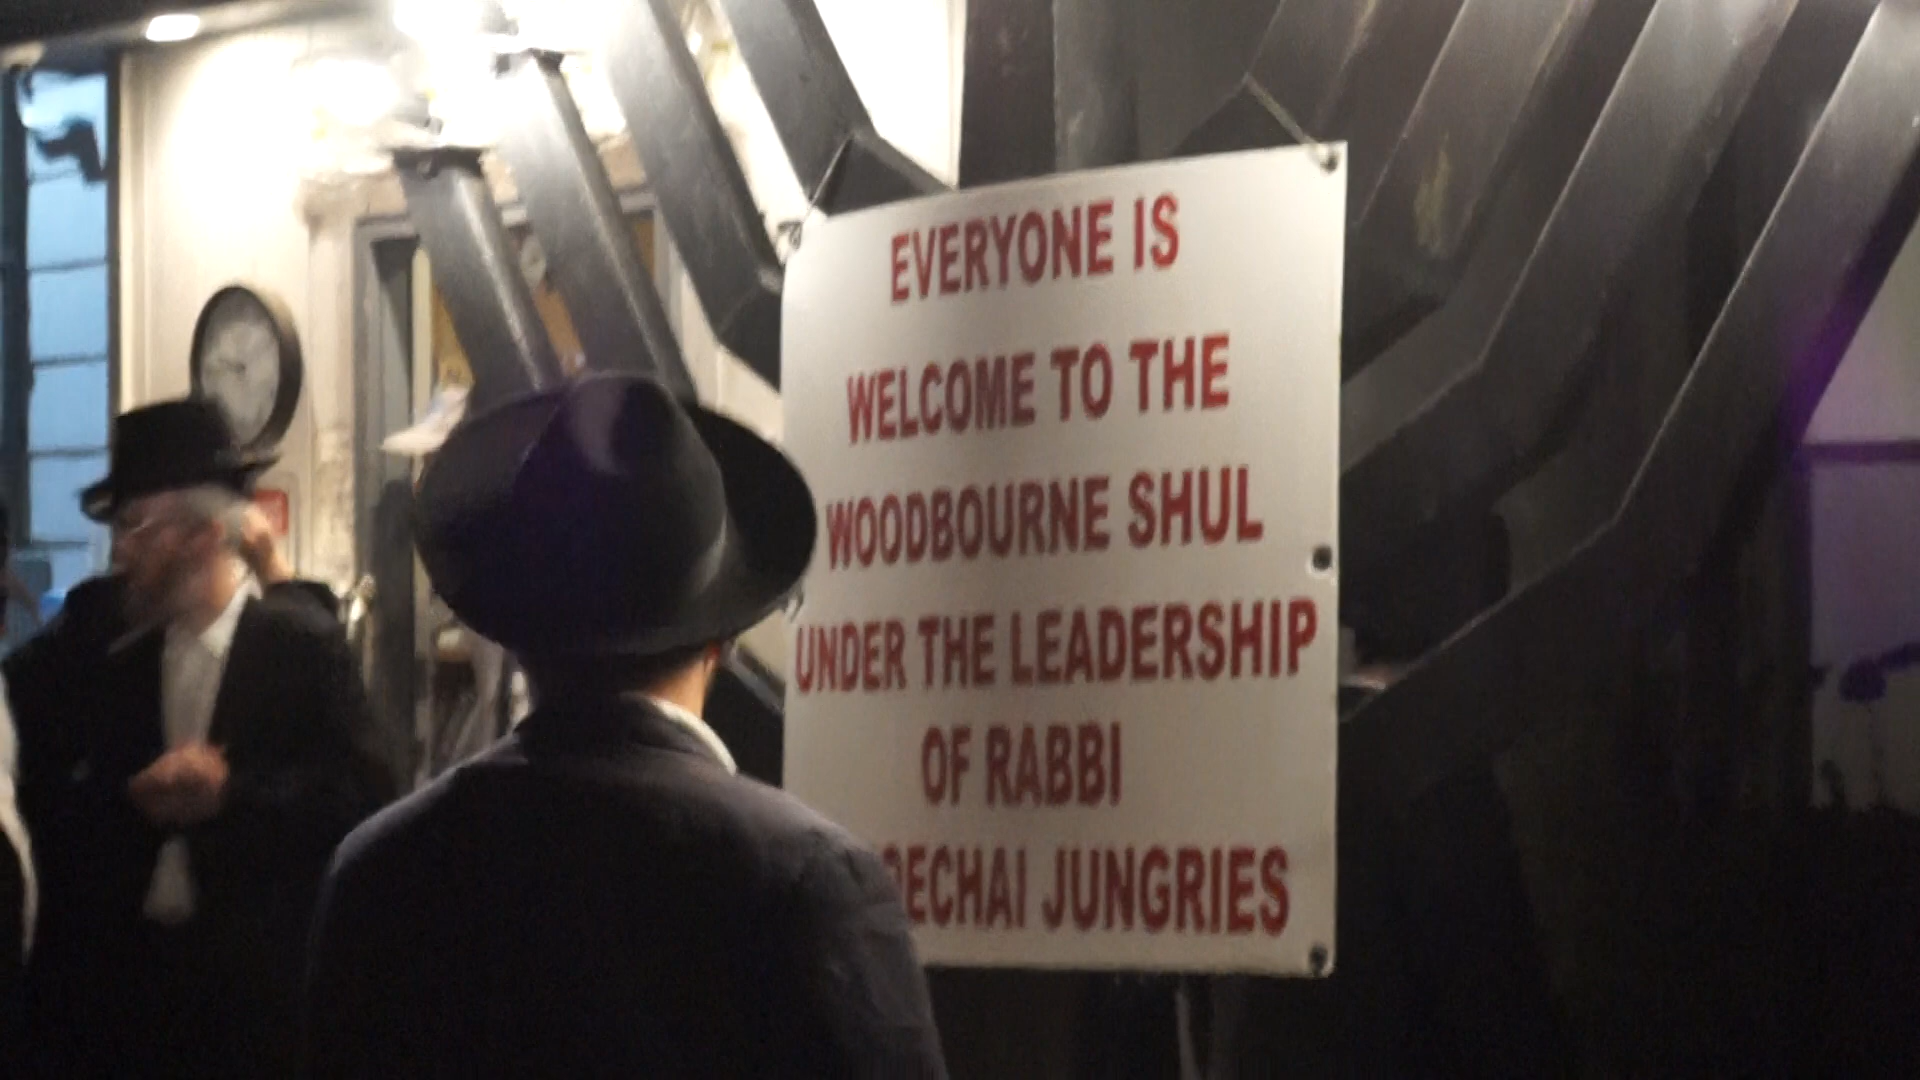 EVERYONE IS
WELCOME TO THE
WOODBOURNE SHUL
UNDER THE LEADERSHIP
OF RABBI
JUNGRIES